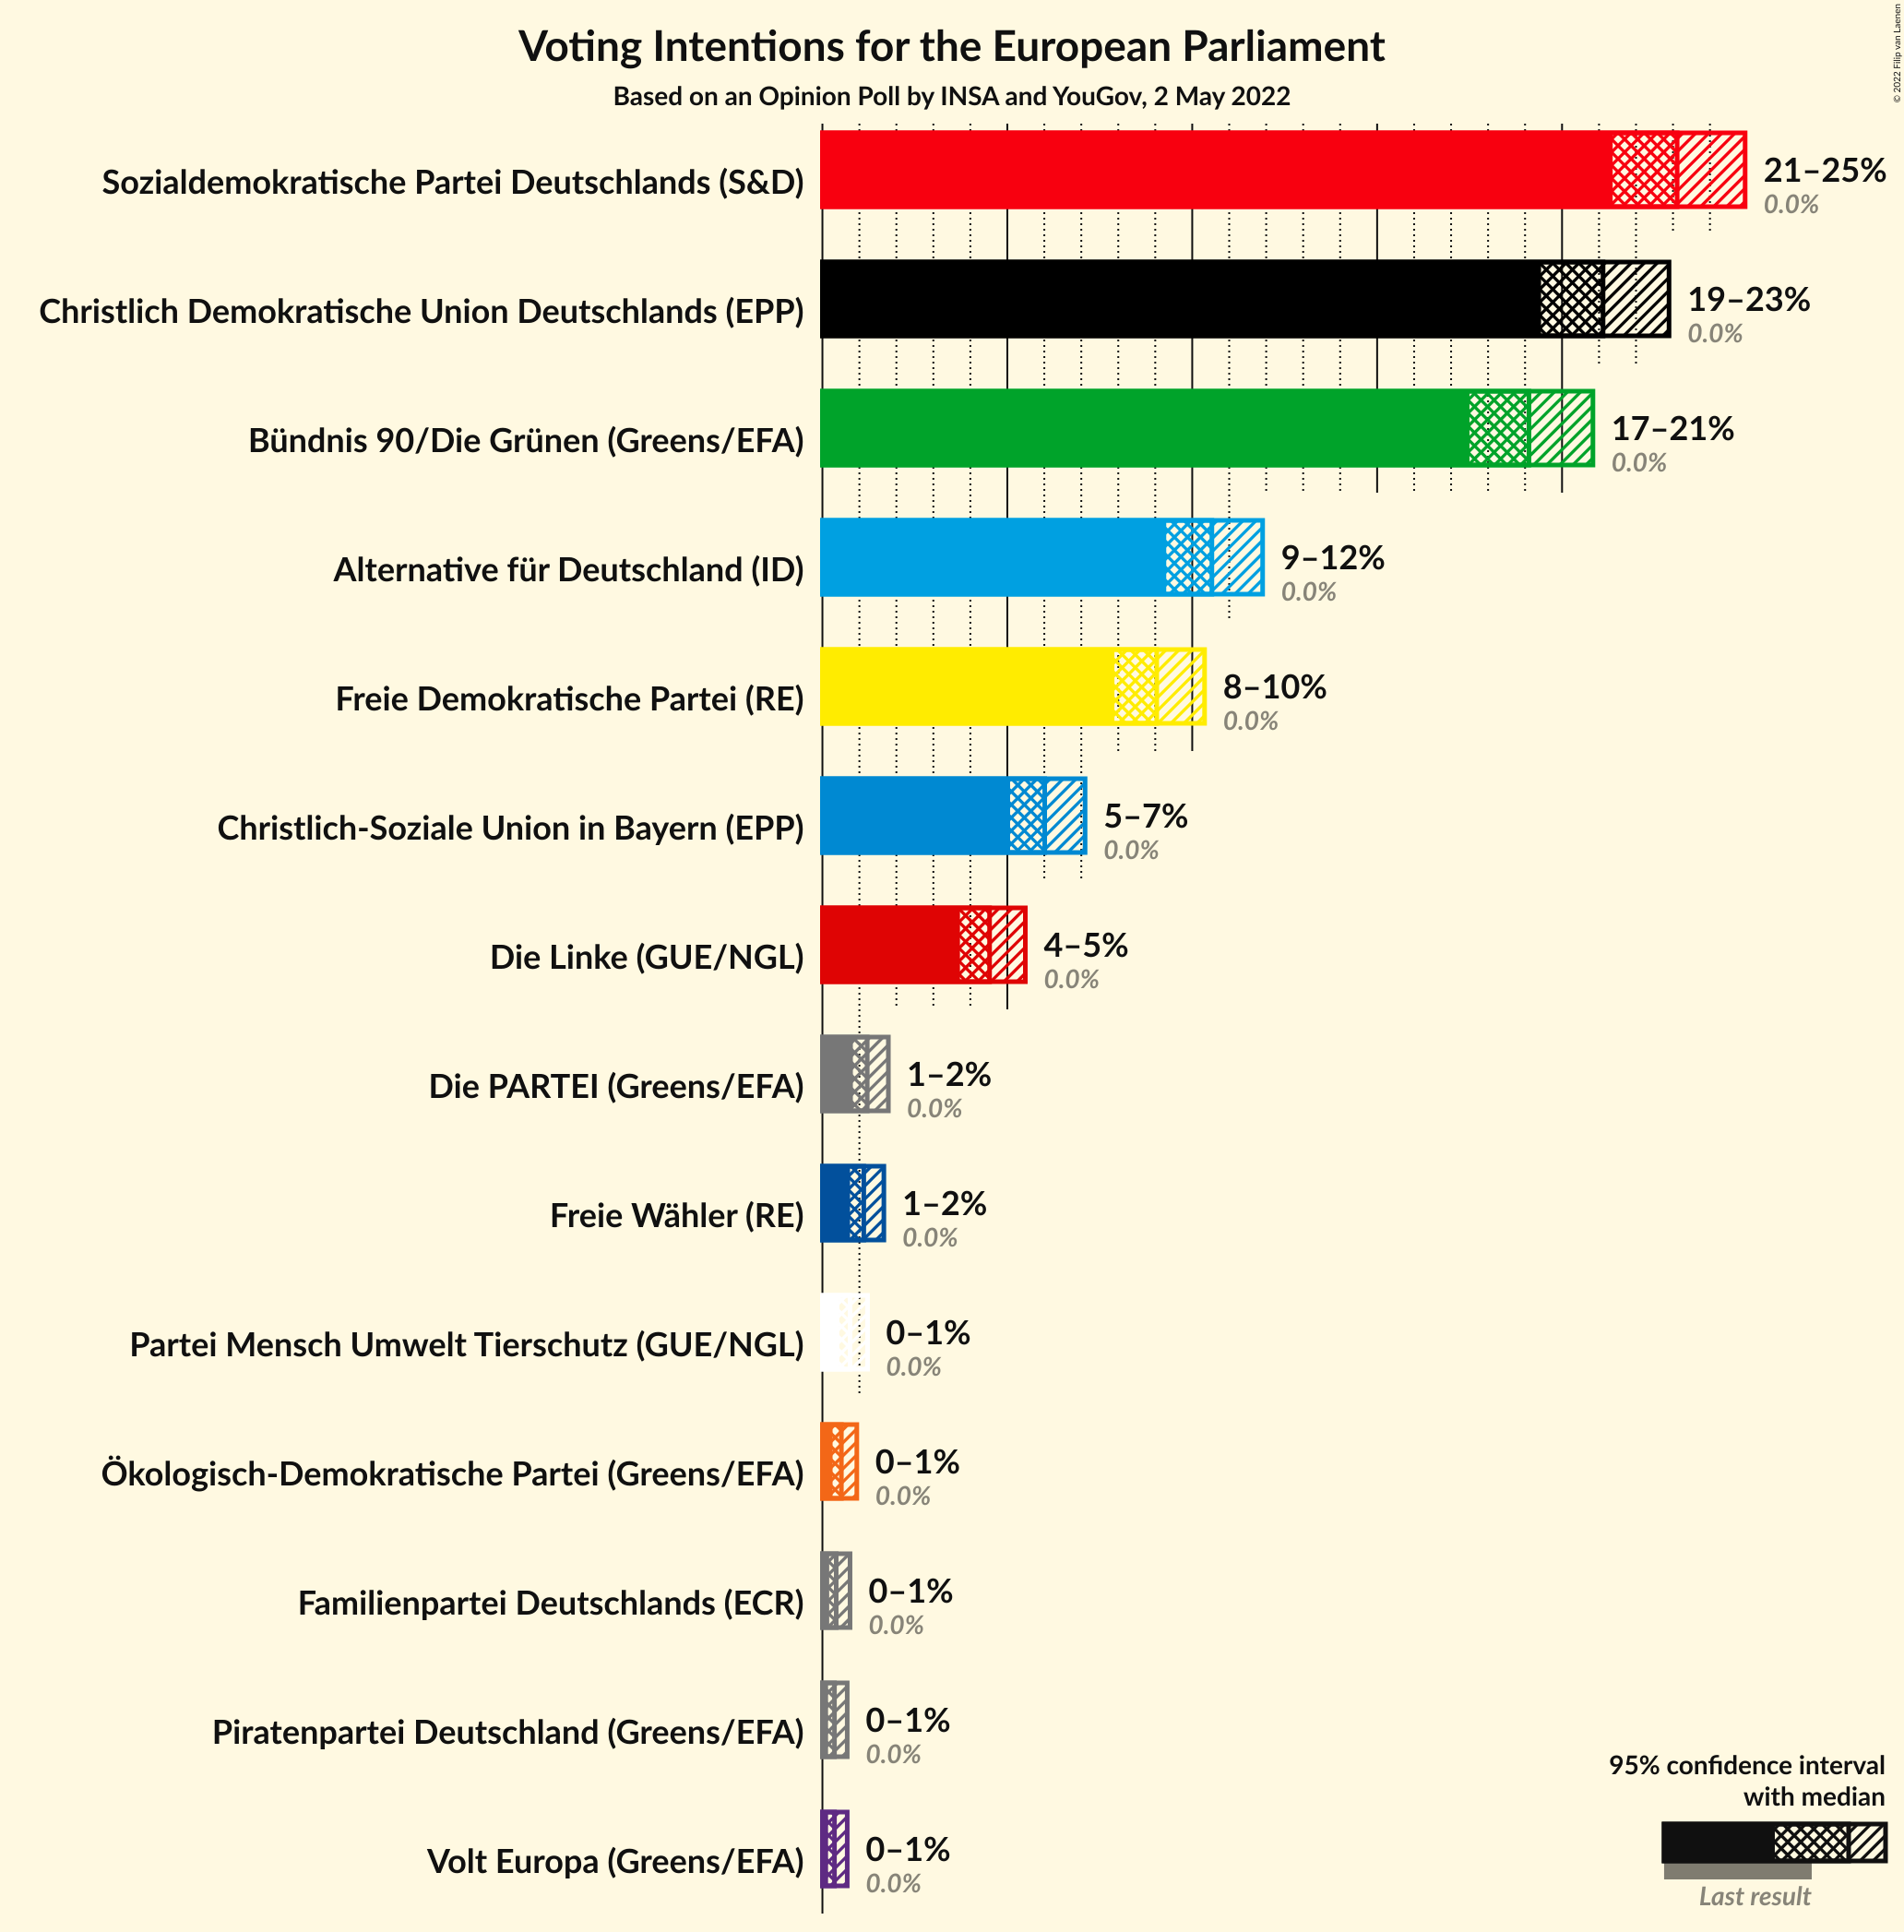 Voting Intentions for the European Parliament
Based on an Opinion Poll by INSA and YouGov, 2 May 2022
© 2022 Filip van Laenen
Sozialdemokratische Partei Deutschlands (S&D)
21–25%
0.0%
Christlich Demokratische Union Deutschlands (EPP)
19–23%
0.0%
Bündnis 90/Die Grünen (Greens/EFA)
17–21%
0.0%
Alternative für Deutschland (ID)
9–12%
0.0%
Freie Demokratische Partei (RE)
8–10%
0.0%
Christlich-Soziale Union in Bayern (EPP)
5–7%
0.0%
Die Linke (GUE/NGL)
4–5%
0.0%
Die PARTEI (Greens/EFA)
1–2%
0.0%
Freie Wähler (RE)
1–2%
0.0%
Partei Mensch Umwelt Tierschutz (GUE/NGL)
0–1%
0.0%
Ökologisch-Demokratische Partei (Greens/EFA)
0–1%
0.0%
Familienpartei Deutschlands (ECR)
0–1%
0.0%
Piratenpartei Deutschland (Greens/EFA)
0–1%
0.0%
Volt Europa (Greens/EFA)
0–1%
0.0%
95% confidence interval
with median
Last result